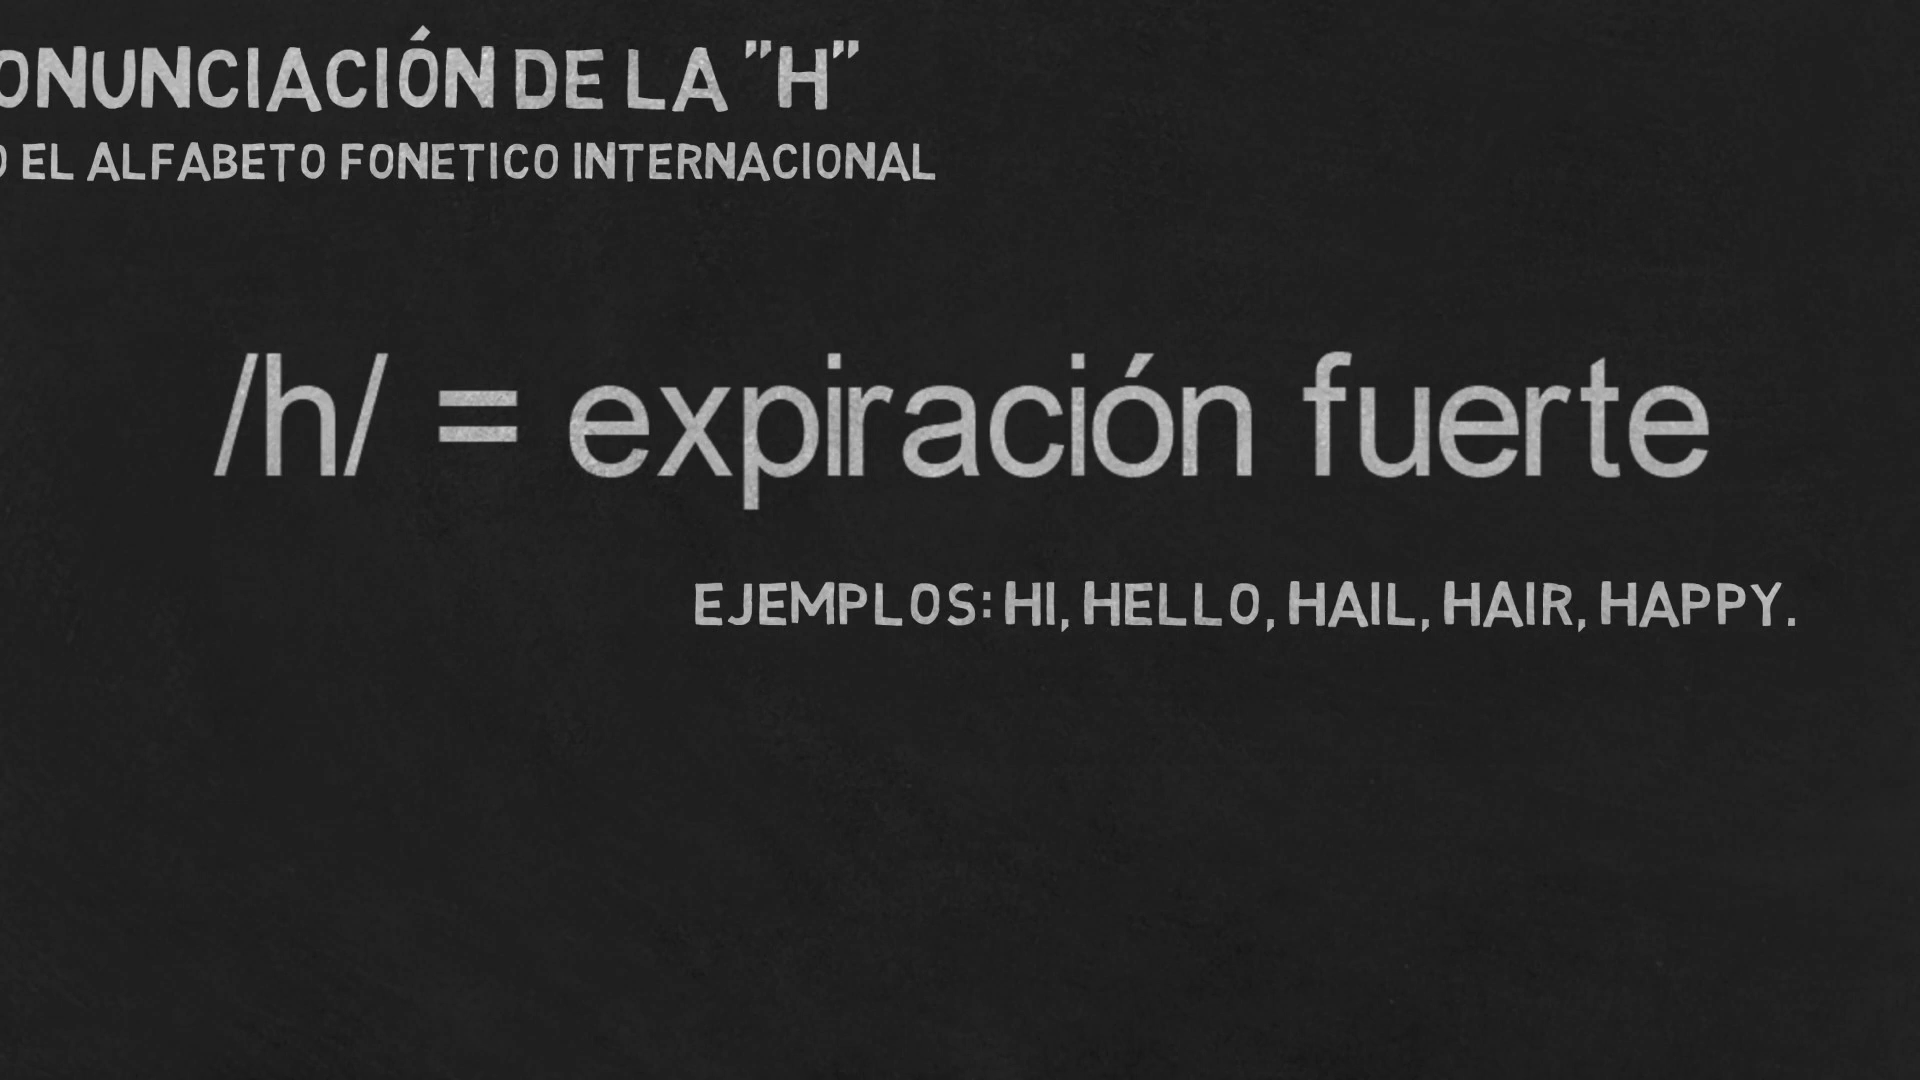 ONUNCIACIÓN DE LA "H"
EL ALFABETO FONETICO INTERNACIONAL
/h/ = expiración fuerte
EJEMPLOS: HI, HELLO, HAIL, HAIR, HAPPY.